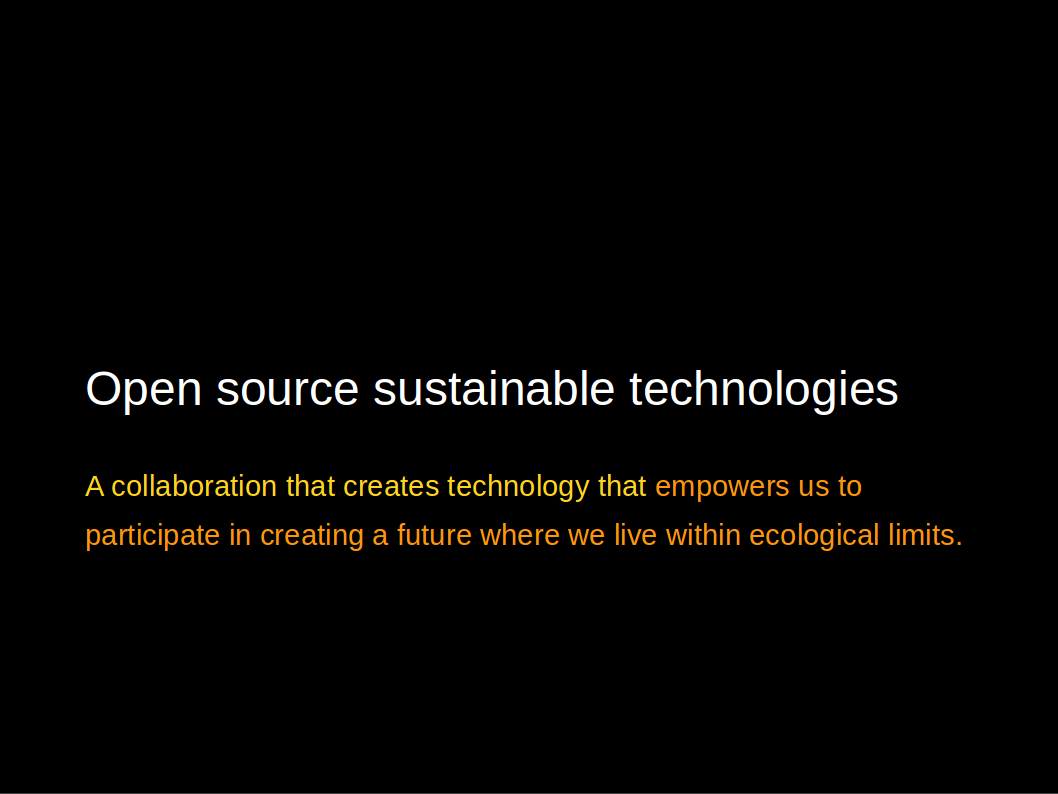 Open source sustainable technologies
A collaboration that creates technology that empowers us to
participate in creating a future where we live within ecological limits.